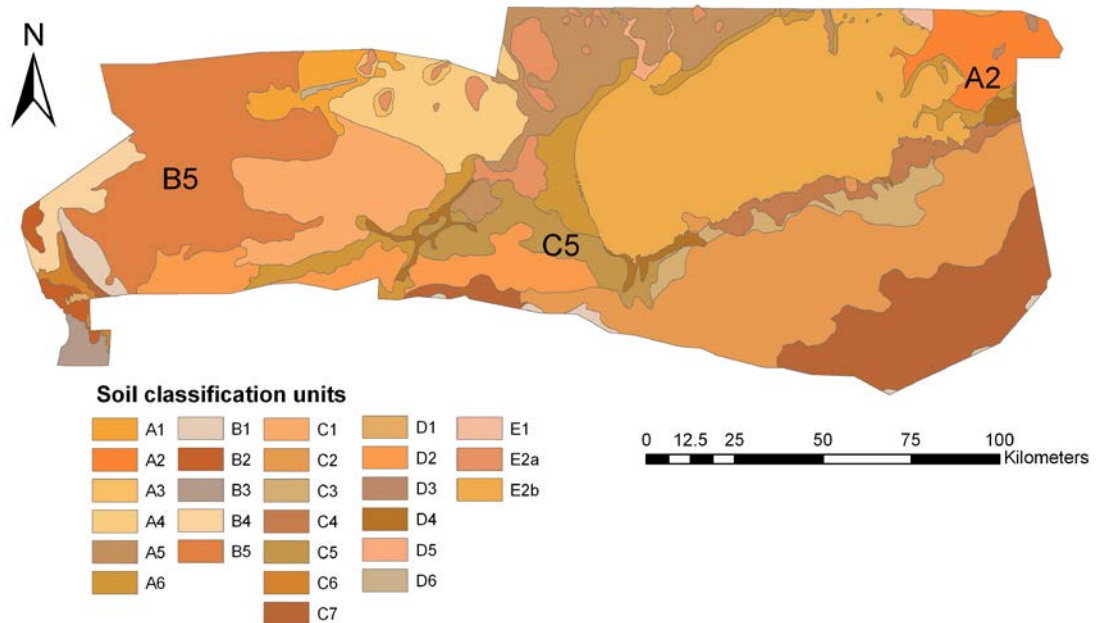 N
A2
B5
C5
Soil classification units
A1 B1 C1 D1 E1
A2 B2 C2 D2 E2a
A3 B3 C3 D3 E2b
A4 B4 C4 D4
A5 B5 C5 D5
A6 C6 D6
C7
0 12.5 25 50 75 100
Kilometers